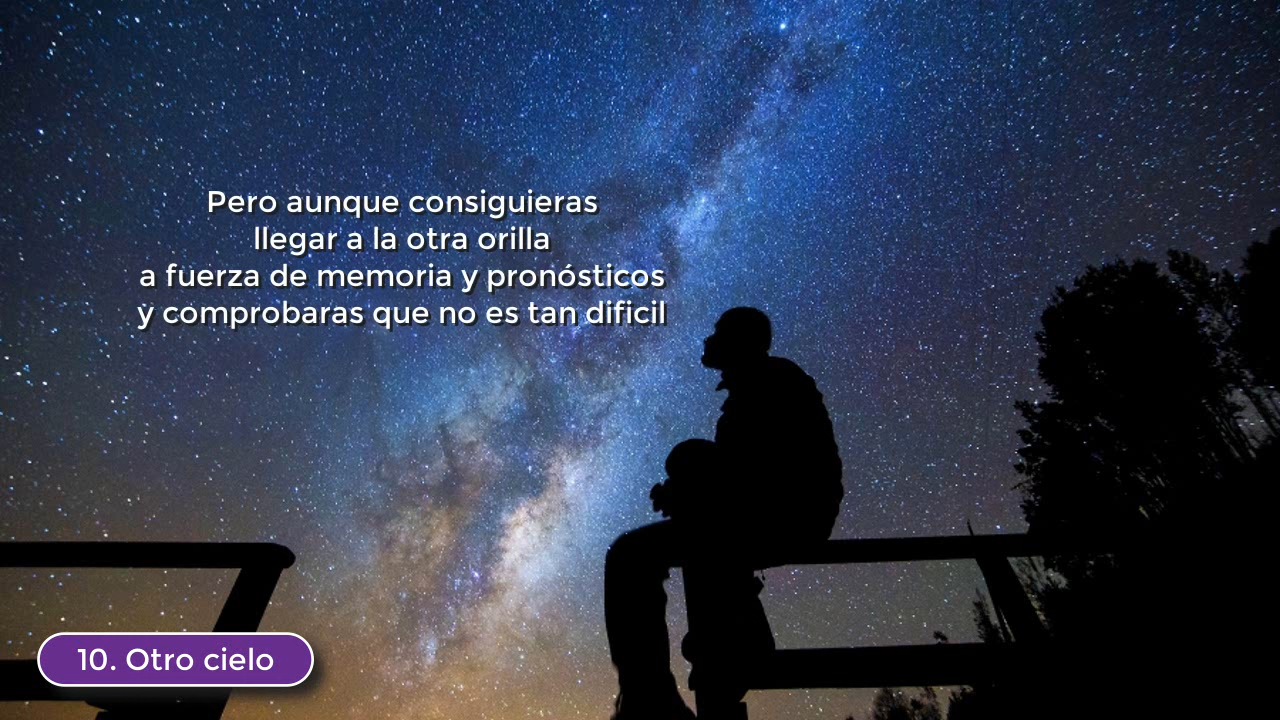 Pero aunque consiguieras
llegar a la otra orilla
a fuerza de memoria y pronósticos
y comprobaras que no es tan dificil
10. Otro cielo